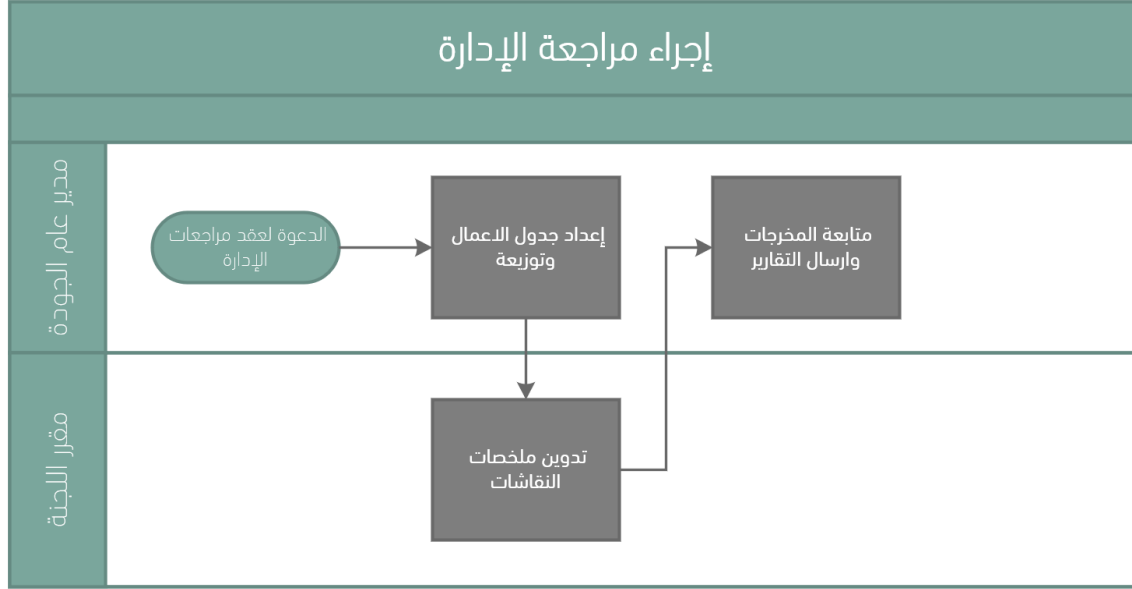 إجراء مراجعة الإدارة
مدير عام الجودة
الدعوة لعقد مراجعات
الإدارة
إعداد جدول الاعمال
وتوزيعة
متابعة المخرجات
وارسال التقارير
مقرر اللجنة
تدوين ملخصات
النقاشات